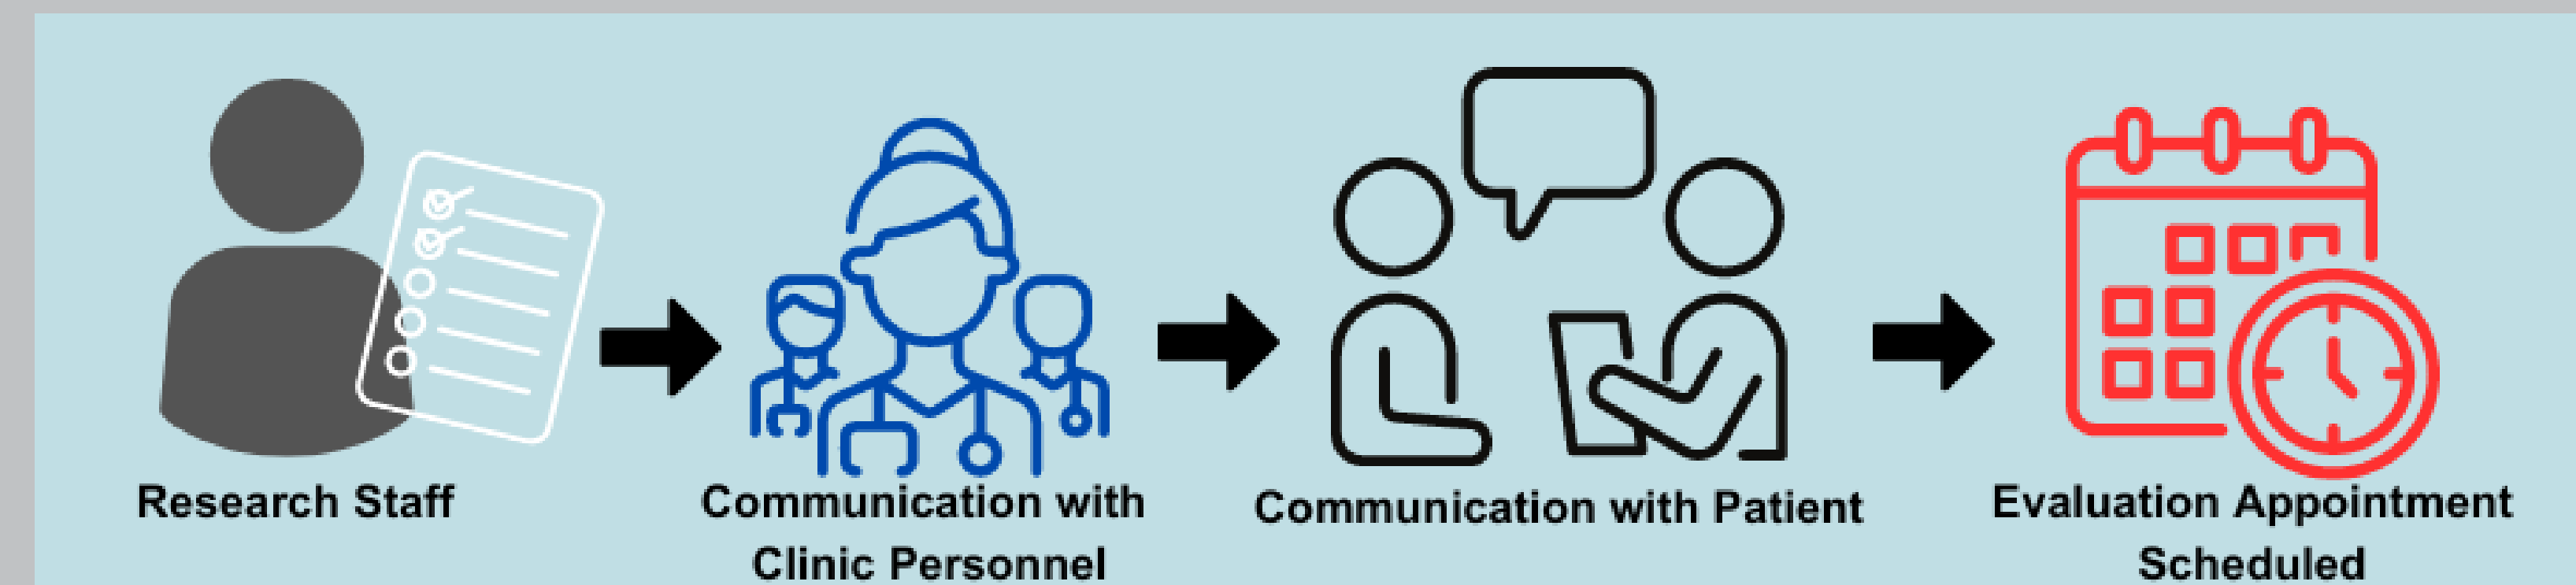 Research Staff
Communication with
Clinic Personnel
Communication with Patient
Evaluation Appointment
Scheduled